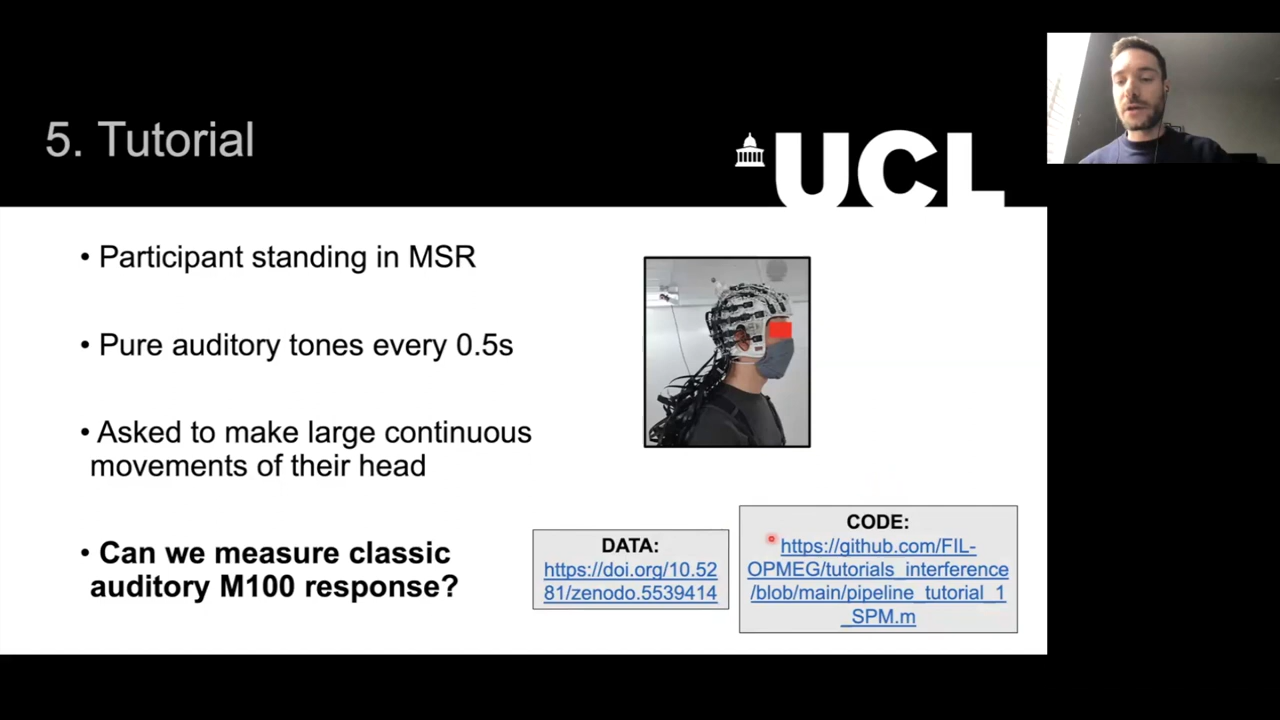 5. Tutorial
UCL
• Participant standing in MSR
• Pure auditory tones every 0.5s
• Asked to make large continuous
movements of their head
• Can we measure classic
auditory M100 response?
DATA:
https://doi.org/10.52
81/zenodo.5539414
CODE:
https://github.com/FIL-
OPMEG/tutorials_interference
/blob/main/pipeline_tutorial_1
_SPM.m